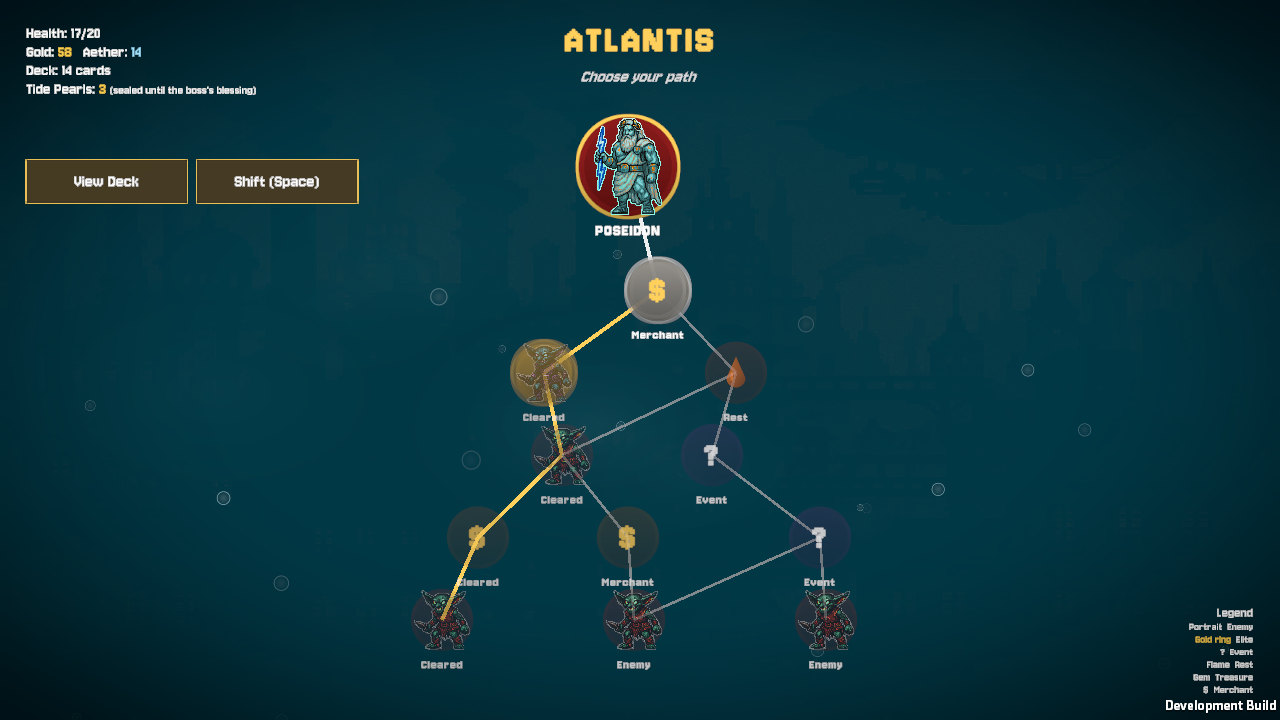 Health: 17/20
Gold: 58 Aether: 14
Deck: 14 cards
Tide Pearls: 3 (sealed until the boss's blessing)
ATLANTIS
Choose your path
View Deck
Shift (Space)
POSEIDON
$
Merchant
Cleared
Rest
?
Cleared
Event
$
$
?
Cleared
Merchant
Event
Cleared
Enemy
Enemy
Legend
Portrait Enemy
Gold ring Elite
? Event
Flame Rest
Gem Treasure
$ Merchant
Development Build